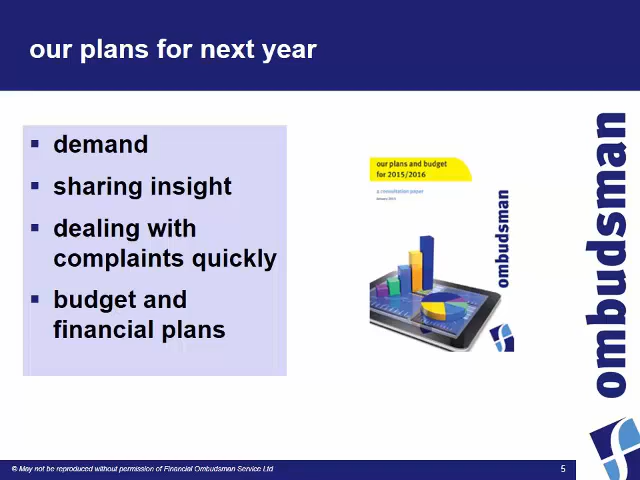 our plans for next year
▪ demand
▪ sharing insight
▪ dealing with
complaints quickly
▪ budget and
financial plans
our plans and budget
for 2015/2016
a consultation paper
January 2015
ombudsman
ombudsman
© May not be reproduced without permission of Financial Ombudsman Service Ltd
5